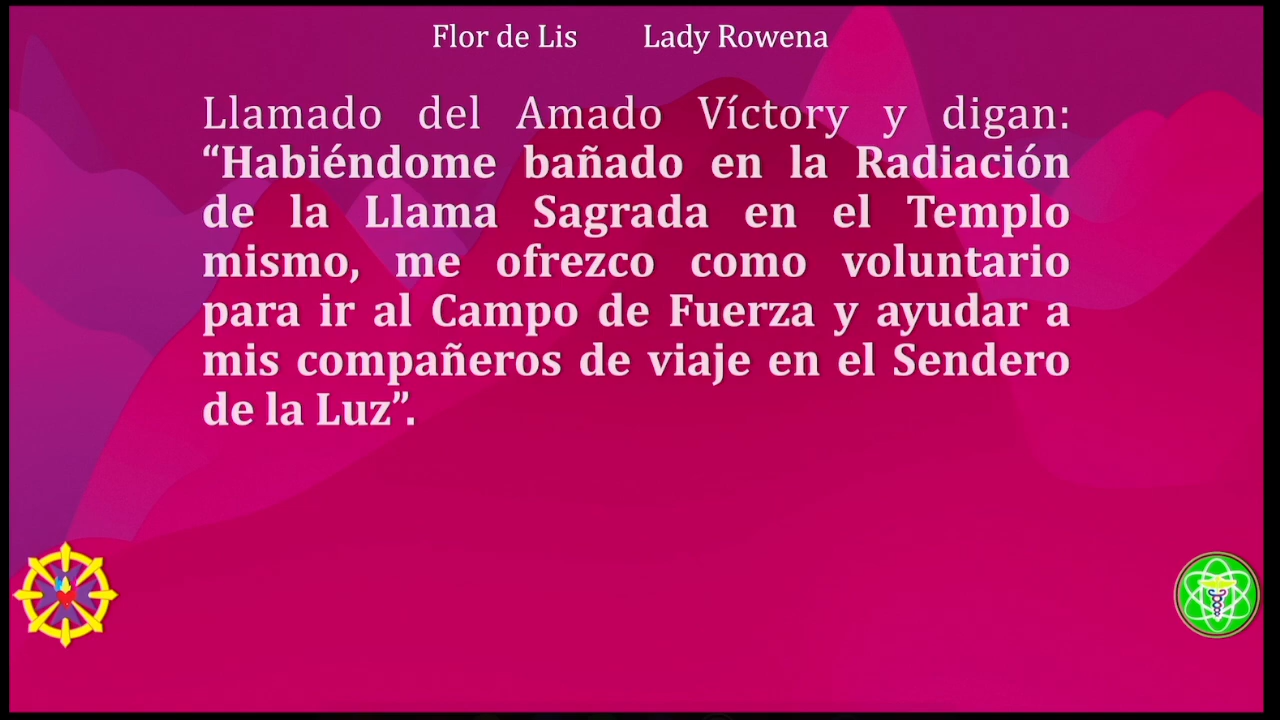 Flor de Lis Lady Rowena
Llamado del Amado Víctory y digan:
“Habiéndome bañado en la Radiación
de la Llama Sagrada en el Templo
mismo, me ofrezco como voluntario
para ir al Campo de Fuerza y ayudar a
mis compañeros de viaje en el Sendero
de la Luz”.